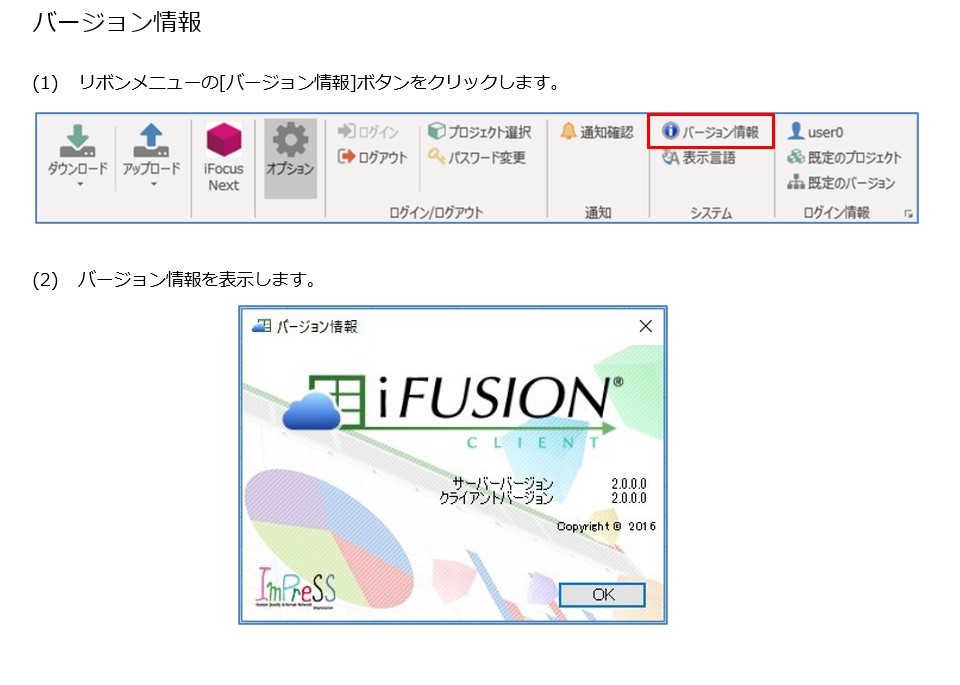 バージョン情報
(1) リボンメニューの[バージョン情報]ボタンをクリックします。
ダウンロード
アップロード
iFocus
Next
オプション
ログイン
ログアウト
プロジェクト選択
パスワード変更
ログイン/ログアウト
通知確認
通知
バージョン情報
表示言語
システム
user0
既定のプロジェクト
既定のバージョン
ログイン情報
(2) バージョン情報を表示します。
バージョン情報
iFUSION®
CLIENT
サーバーバージョン 2.0.0.0
クライアントバージョン 2.0.0.0
Copyright © 2016
ImPreSS
OK